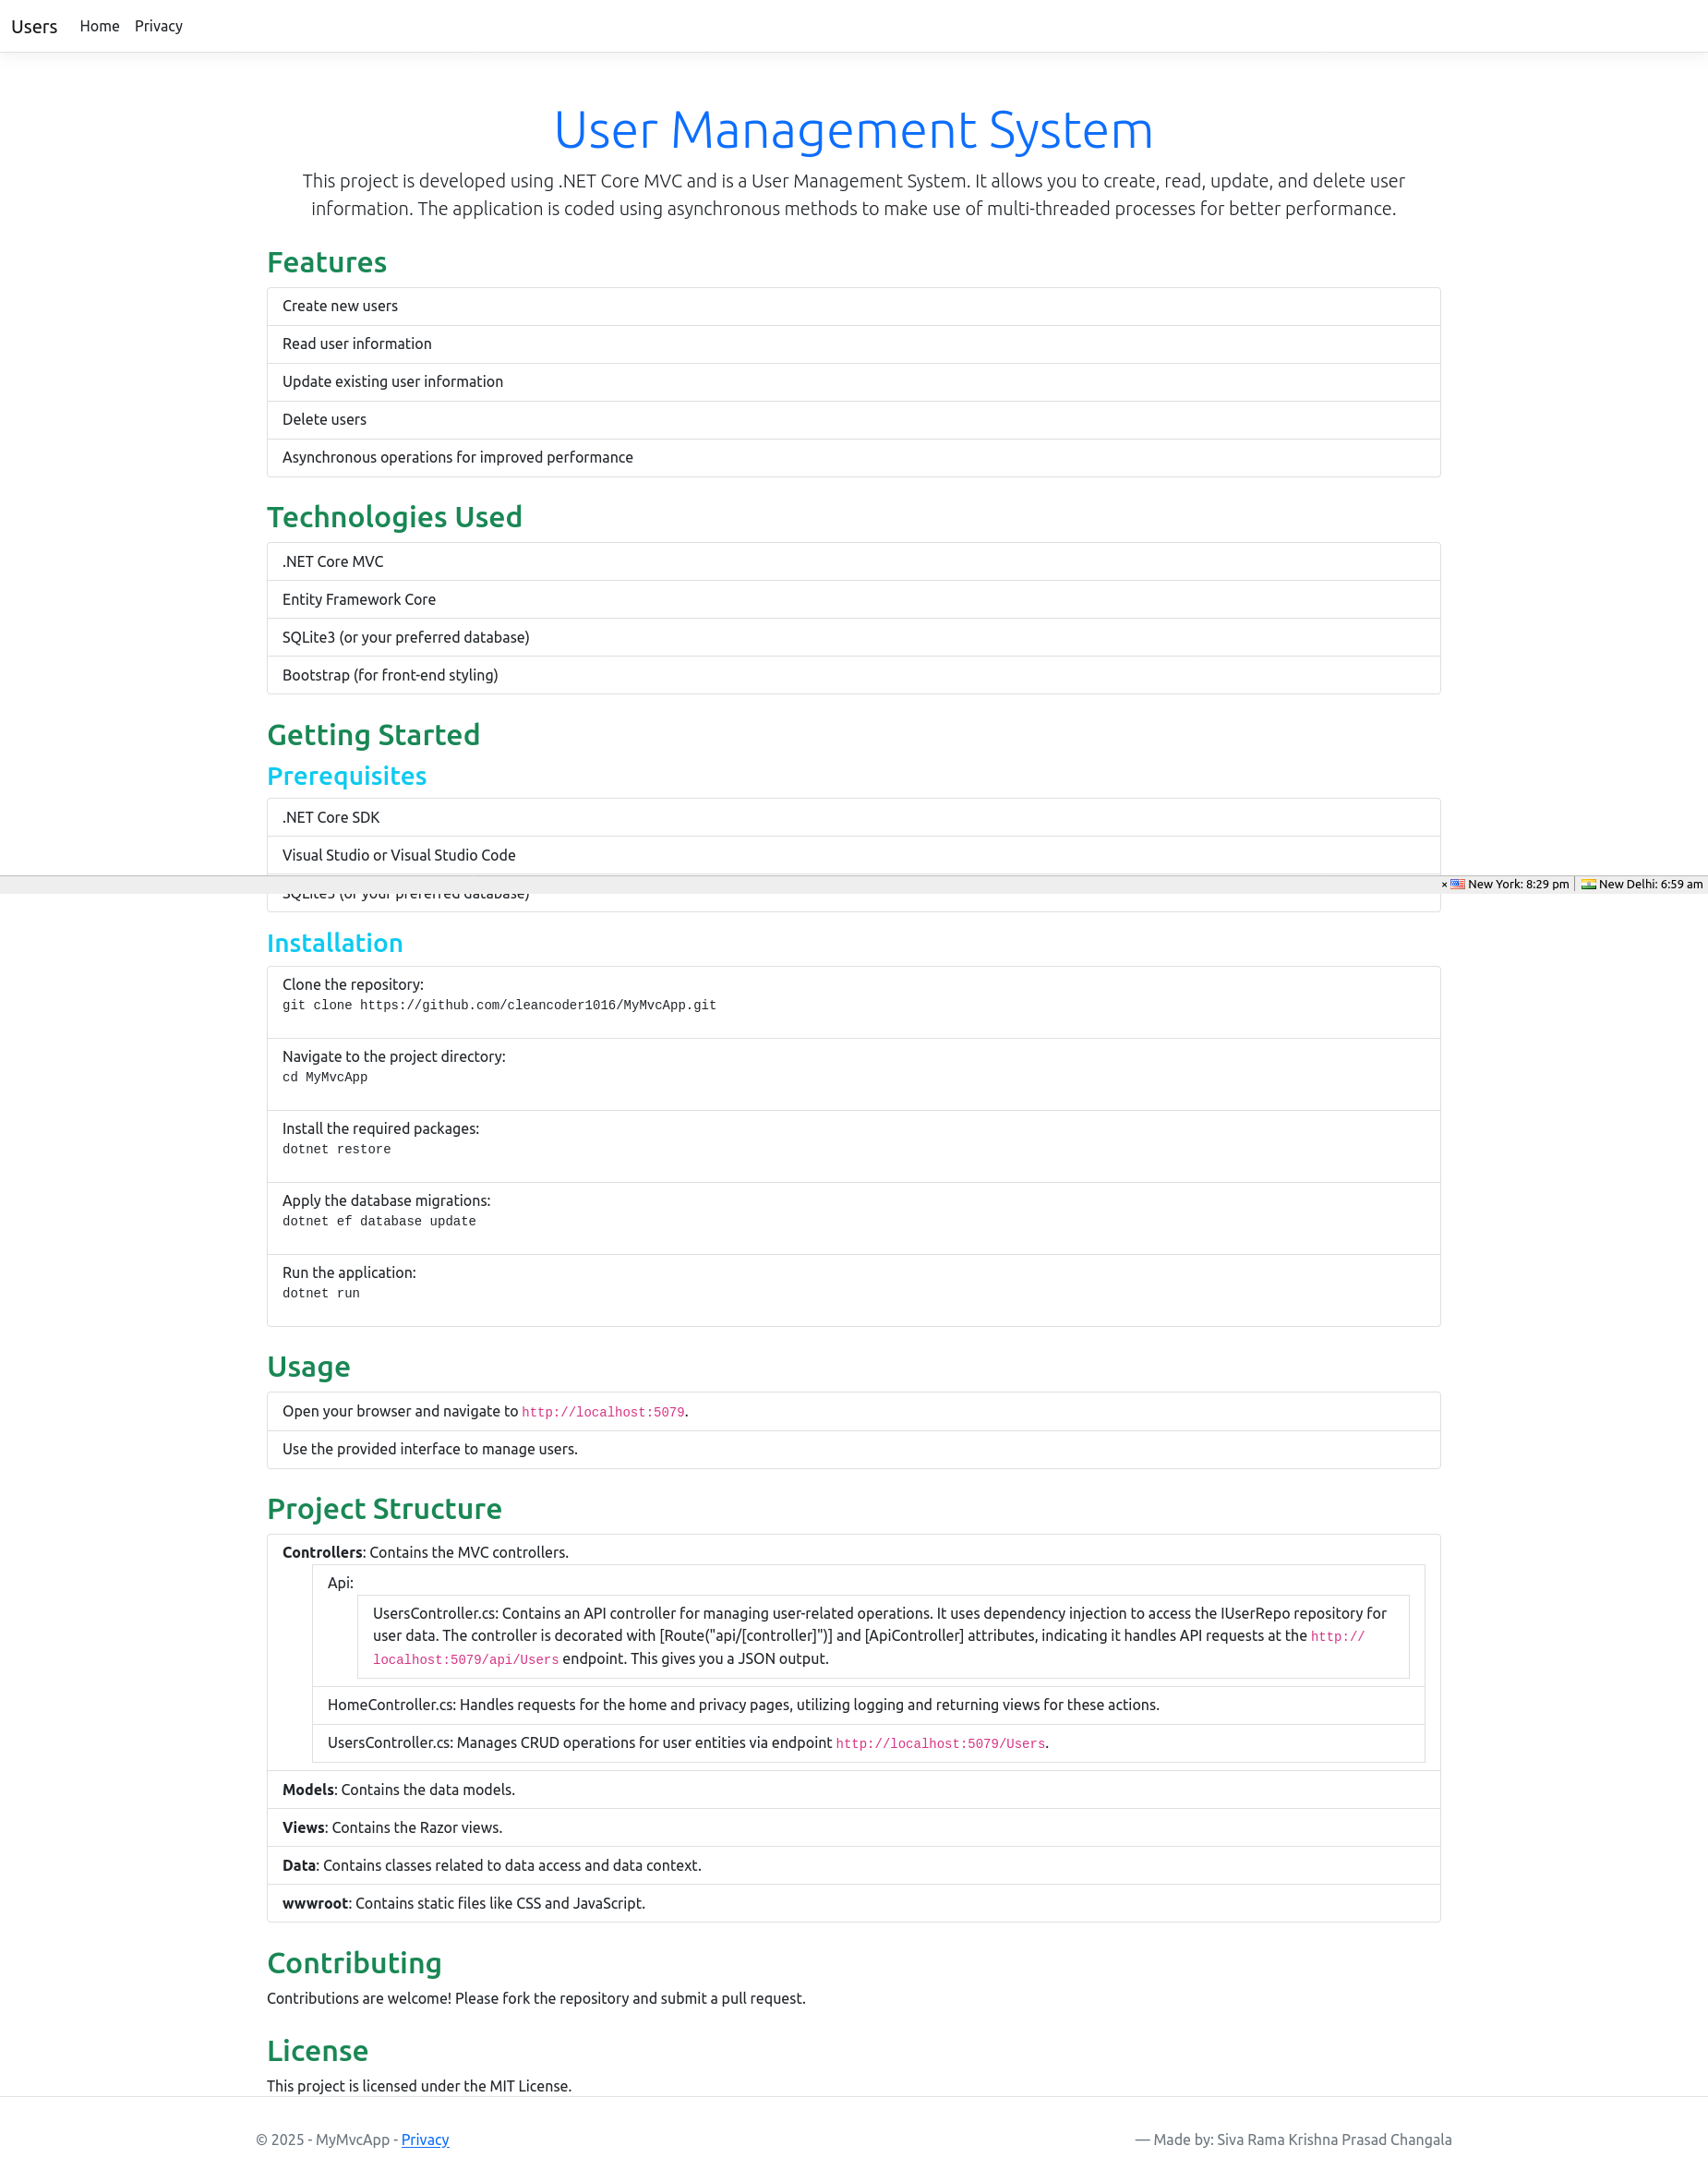 Users Home Privacy
User Management System
This project is developed using .NET Core MVC and is a User Management System. It allows you to create, read, update, and delete user
information. The application is coded using asynchronous methods to make use of multi-threaded processes for better performance.
Features
Create new users
Read user information
Update existing user information
Delete users
Asynchronous operations for improved performance
Technologies Used
.NET Core MVC
Entity Framework Core
SQLite3 (or your preferred database)
Bootstrap (for front-end styling)
Getting Started
Prerequisites
.NET Core SDK
Visual Studio or Visual Studio Code
× New York: 8:29 pm New Delhi: 6:59 am
SQLite3 (or your preferred database)
Installation
Clone the repository:
git clone https://github.com/cleancoder1016/MyMvcApp.git
Navigate to the project directory:
cd MyMvcApp
Install the required packages:
dotnet restore
Apply the database migrations:
dotnet ef database update
Run the application:
dotnet run
Usage
Open your browser and navigate to http://localhost:5079.
Use the provided interface to manage users.
Project Structure
Controllers: Contains the MVC controllers.
Api:
UsersController.cs: Contains an API controller for managing user-related operations. It uses dependency injection to access the IUserRepo repository for
user data. The controller is decorated with [Route("api/[controller]")] and [ApiController] attributes, indicating it handles API requests at the http://
localhost:5079/api/Users endpoint. This gives you a JSON output.
HomeController.cs: Handles requests for the home and privacy pages, utilizing logging and returning views for these actions.
UsersController.cs: Manages CRUD operations for user entities via endpoint http://localhost:5079/Users.
Models: Contains the data models.
Views: Contains the Razor views.
Data: Contains classes related to data access and data context.
wwwroot: Contains static files like CSS and JavaScript.
Contributing
Contributions are welcome! Please fork the repository and submit a pull request.
License
This project is licensed under the MIT License.
© 2025 - MyMvcApp - Privacy — Made by: Siva Rama Krishna Prasad Changala